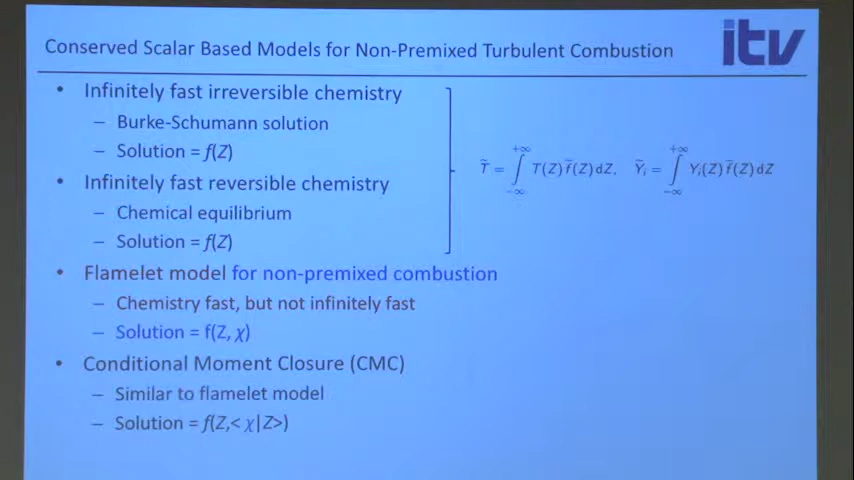 Conserved Scalar Based Models for Non-Premixed Turbulent Combustion
itv
• Infinitely fast irreversible chemistry
– Burke-Schumann solution
– Solution = f(Z)
• Infinitely fast reversible chemistry
– Chemical equilibrium
– Solution = f(Z)
T̃ = ∫_{−∞}^{+∞} T(Z) f̃(Z) dZ, Ỹᵢ = ∫_{−∞}^{+∞} Yᵢ(Z) f̃(Z) dZ
• Flamelet model for non-premixed combustion
– Chemistry fast, but not infinitely fast
– Solution = f(Z, χ)
• Conditional Moment Closure (CMC)
– Similar to flamelet model
– Solution = f(Z,< χ|Z>)